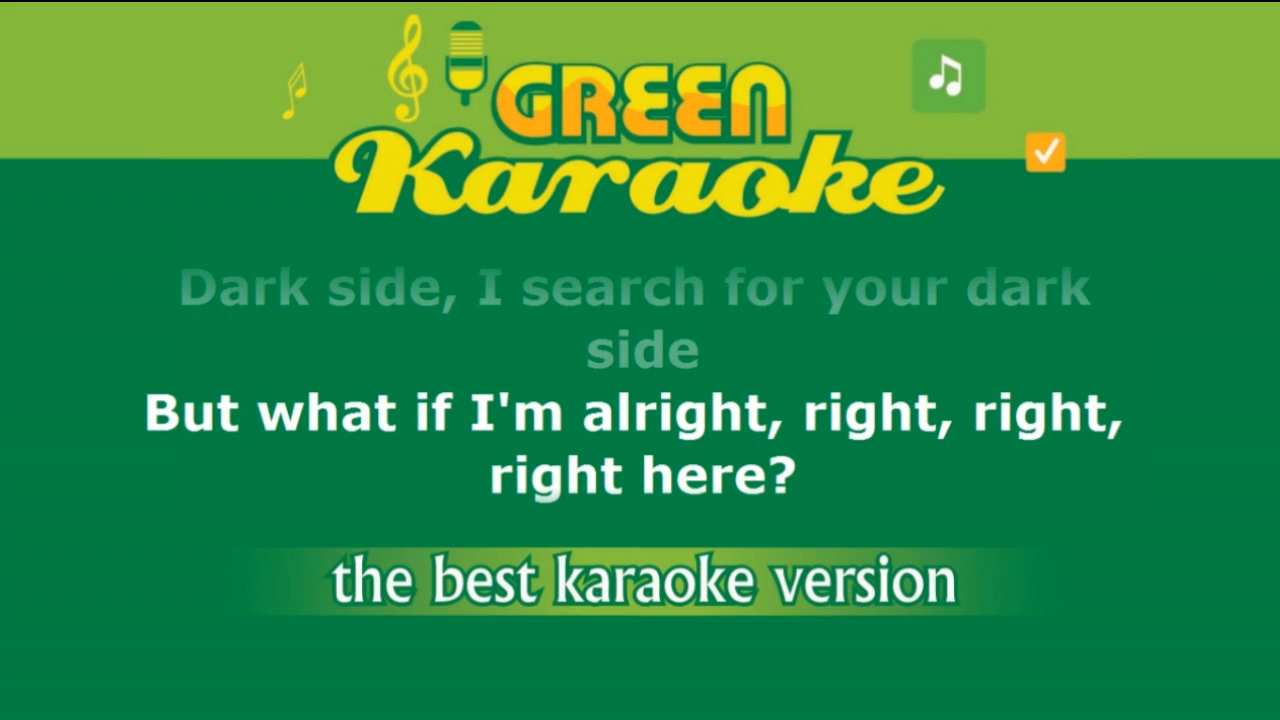 GREEN
Karaoke
Dark side, I search for your dark
side
But what if I'm alright, right, right,
right here?
the best karaoke version